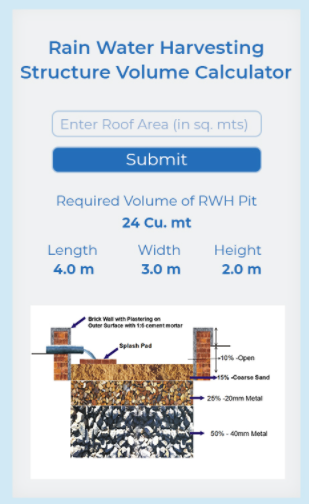 Rain Water Harvesting
Structure Volume Calculator
Enter Roof Area (in sq. mts)
Submit
Required Volume of RWH Pit
24 Cu. mt
Length Width Height
4.0 m 3.0 m 2.0 m
Brick Wall with Plastering on
Outer Surface with 1:5 cement mortar
Splash Pad
10% -Open
15% -Coarse Sand
25% -20mm Metal
50% - 40mm Metal